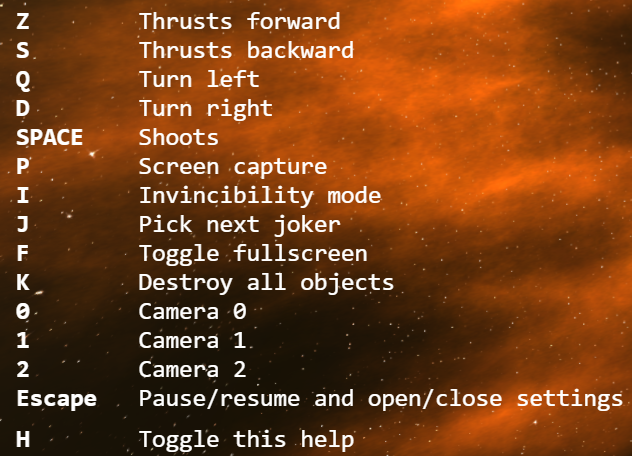 Z Thrusts forward
S Thrusts backward
Q Turn left
D Turn right
SPACE Shoots
P Screen capture
I Invincibility mode
J Pick next joker
F Toggle fullscreen
K Destroy all objects
0 Camera 0
1 Camera 1
2 Camera 2
Escape Pause/resume and open/close settings
H Toggle this help